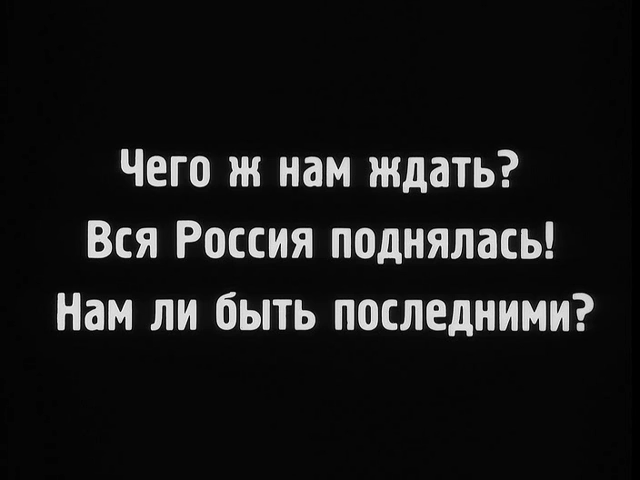 Чего ж нам ждать?
Вся Россия поднялась!
Нам ли быть последними?